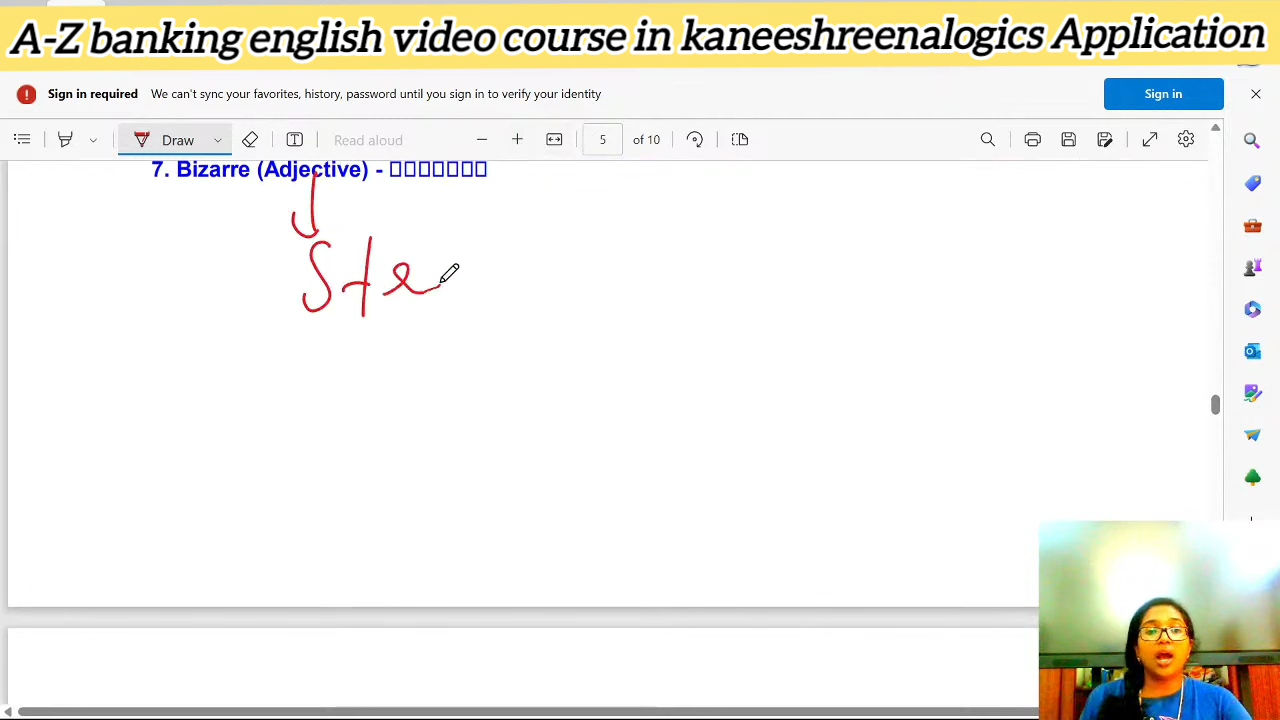 A-Z banking english video course in kaneeshreenalogics Application
Sign in required We can't sync your favorites, history, password until you sign in to verify your identity Sign in
Draw Read aloud 5 of 10
7. Bizarre (Adjective) - □□□□□□□